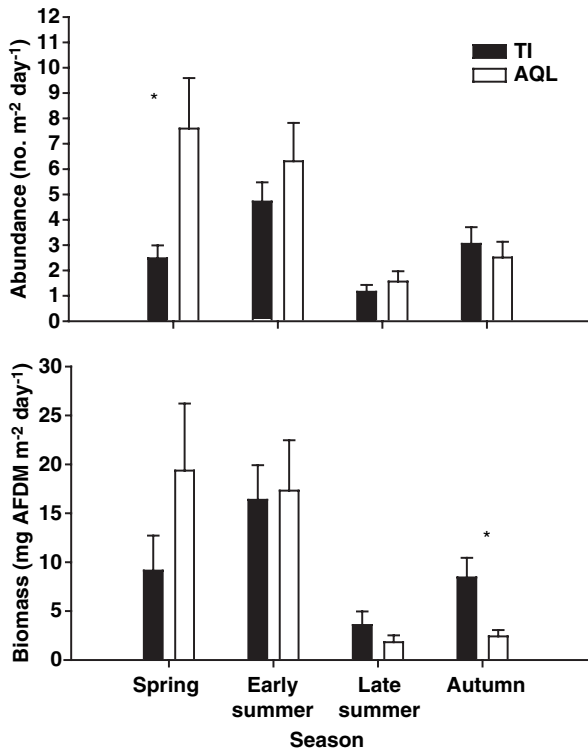 12
11
10
9
8
7
6
5
4
3
2
1
0
Abundance (no. m⁻² day⁻¹)
TI
AQL
*
30
25
20
15
10
5
0
Biomass (mg AFDM m⁻² day⁻¹)
*
Spring
Early
summer
Late
summer
Autumn
Season